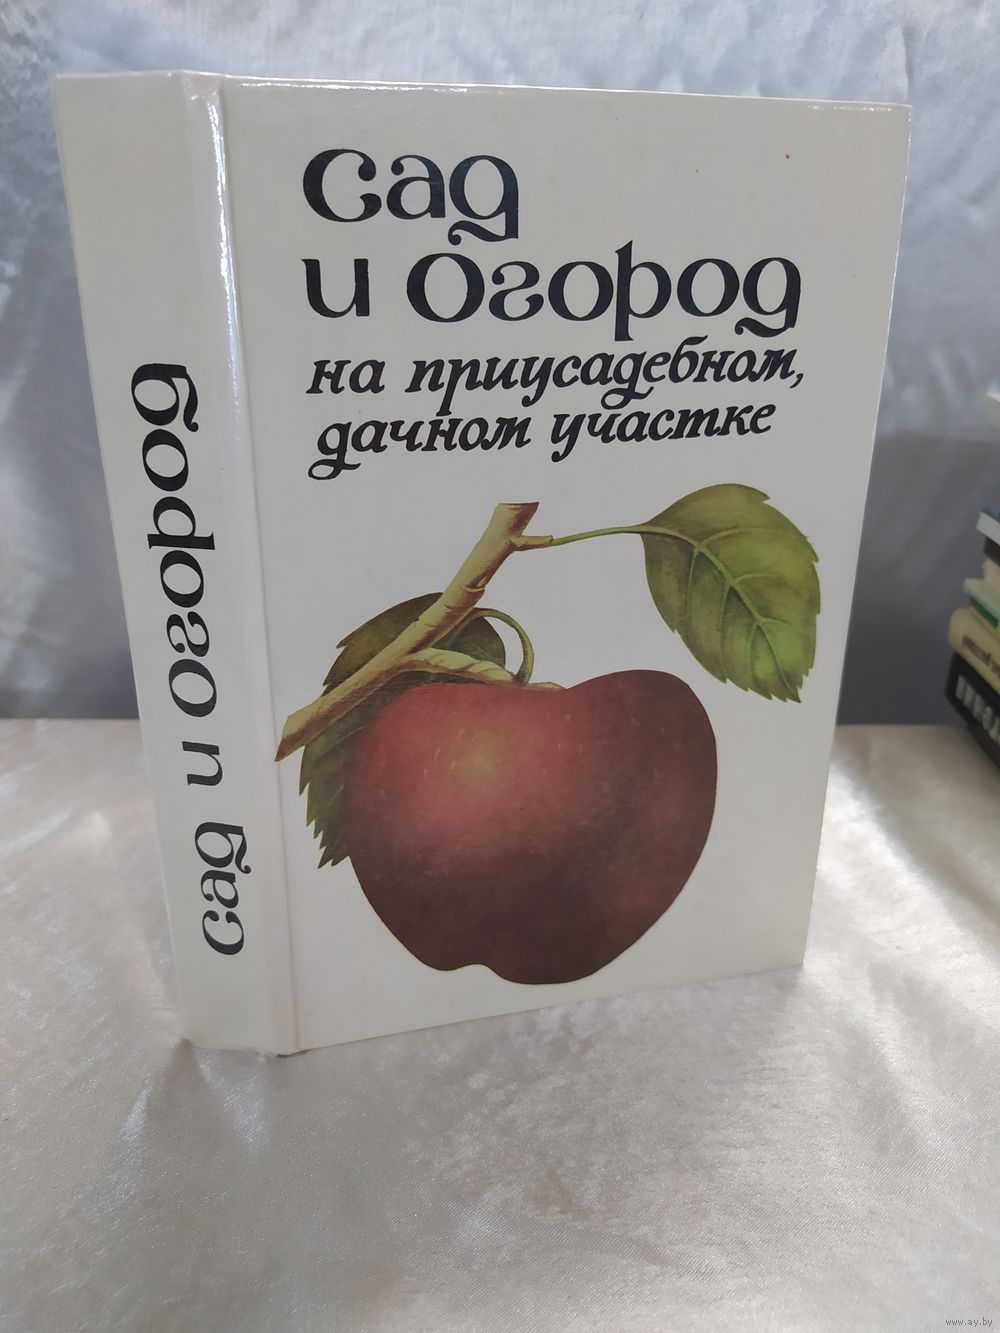 сад
и огород
на приусадебном,
дачном участке
сад и огород
www.ay.by